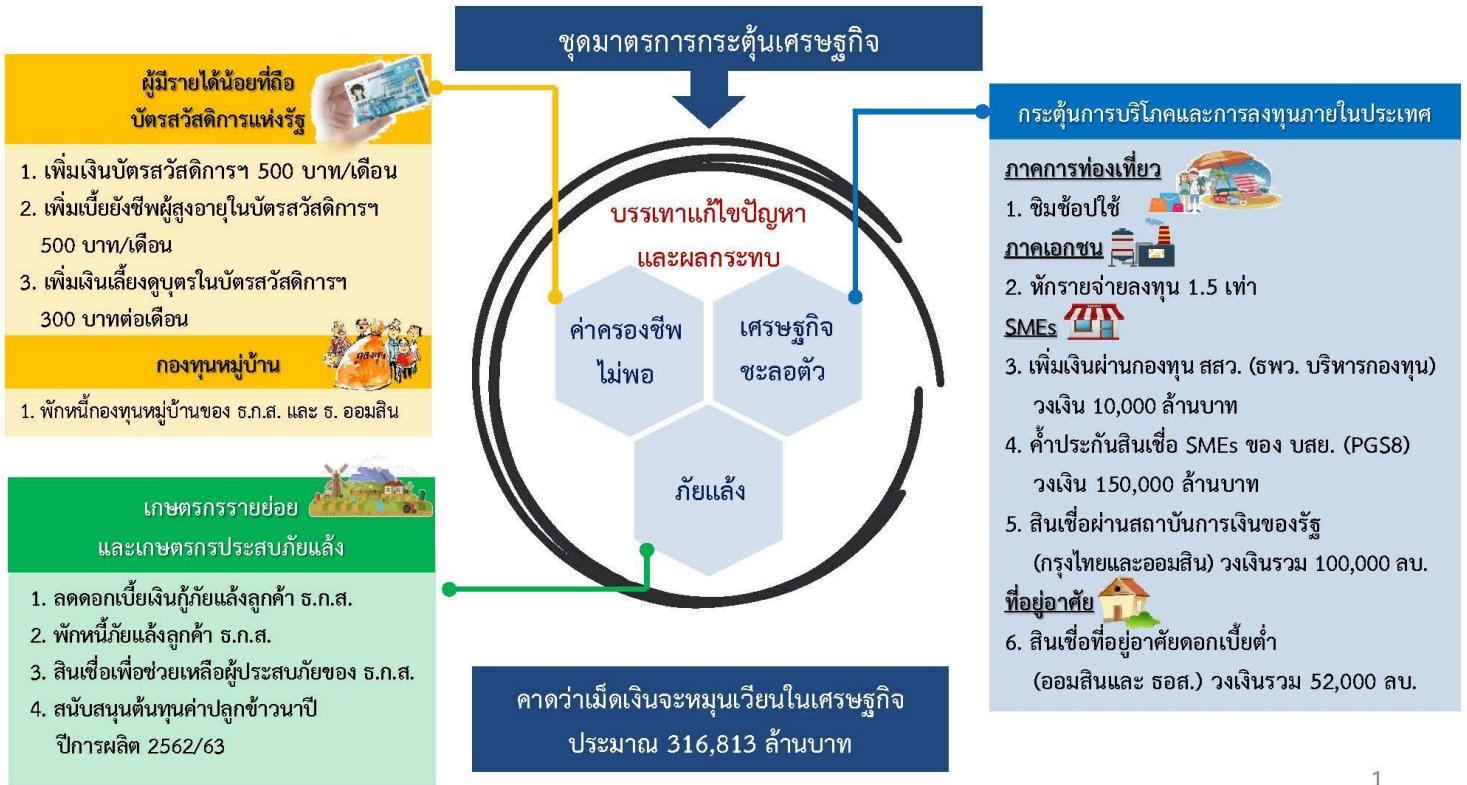 ชุดมาตรการกระตุ้นเศรษฐกิจ
ผู้มีรายได้น้อยที่ถือ
บัตรสวัสดิการแห่งรัฐ
1. เพิ่มเงินบัตรสวัสดิการฯ 500 บาท/เดือน
2. เพิ่มเบี้ยยังชีพผู้สูงอายุในบัตรสวัสดิการฯ
500 บาท/เดือน
3. เพิ่มเงินเลี้ยงดูบุตรในบัตรสวัสดิการฯ
300 บาทต่อเดือน
กองทุนหมู่บ้าน
1. พักหนี้กองทุนหมู่บ้านของ ธ.ก.ส. และ ธ. ออมสิน
เกษตรกรรายย่อย
และเกษตรกรประสบภัยแล้ง
1. ลดดอกเบี้ยเงินกู้ภัยแล้งลูกค้า ธ.ก.ส.
2. พักหนี้ภัยแล้งลูกค้า ธ.ก.ส.
3. สินเชื่อเพื่อช่วยเหลือผู้ประสบภัยของ ธ.ก.ส.
4. สนับสนุนต้นทุนค่าปลูกข้าวนาปี
ปีการผลิต 2562/63
บรรเทาแก้ไขปัญหา
และผลกระทบ
ค่าครองชีพ
ไม่พอ
เศรษฐกิจ
ชะลอตัว
ภัยแล้ง
คาดว่าเม็ดเงินจะหมุนเวียนในเศรษฐกิจ
ประมาณ 316,813 ล้านบาท
กระตุ้นการบริโภคและการลงทุนภายในประเทศ
ภาคการท่องเที่ยว
1. ชิมช้อปใช้
ภาคเอกชน
2. หักรายจ่ายลงทุน 1.5 เท่า
SMEs
3. เพิ่มเงินผ่านกองทุน สสว. (ธพว. บริหารกองทุน)
วงเงิน 10,000 ล้านบาท
4. ค้ำประกันสินเชื่อ SMEs ของ บสย. (PGS8)
วงเงิน 150,000 ล้านบาท
5. สินเชื่อผ่านสถาบันการเงินของรัฐ
(กรุงไทยและออมสิน) วงเงินรวม 100,000 ลบ.
ที่อยู่อาศัย
6. สินเชื่อที่อยู่อาศัยดอกเบี้ยต่ำ
(ออมสินและ ธอส.) วงเงินรวม 52,000 ลบ.
1